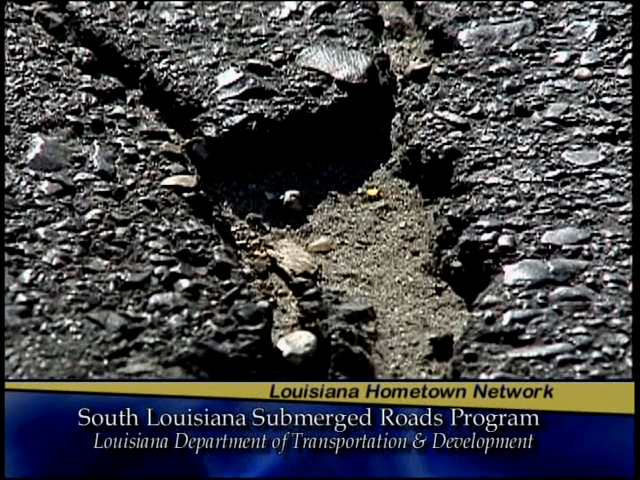 Louisiana Hometown Network
South Louisiana Submerged Roads Program
Louisiana Department of Transportation & Development